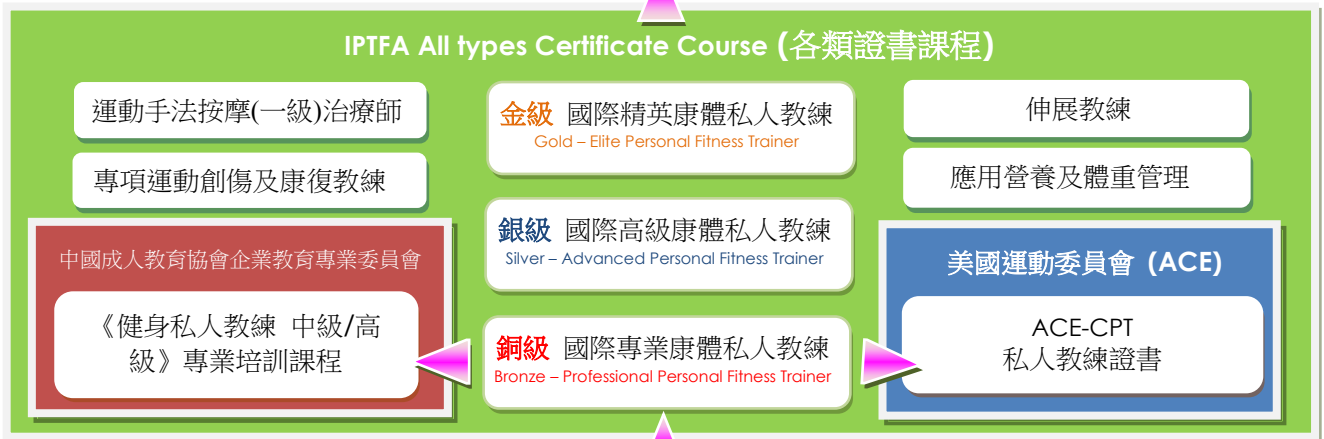 IPTFA All types Certificate Course (各類證書課程)
運動手法按摩(一級)治療師
專項運動創傷及康復教練
中國成人教育協會企業教育專業委員會
《健身私人教練 中級/高
級》專業培訓課程
金級 國際精英康體私人教練
Gold – Elite Personal Fitness Trainer
銀級 國際高級康體私人教練
Silver – Advanced Personal Fitness Trainer
銅級 國際專業康體私人教練
Bronze – Professional Personal Fitness Trainer
伸展教練
應用營養及體重管理
美國運動委員會 (ACE)
ACE-CPT
私人教練證書